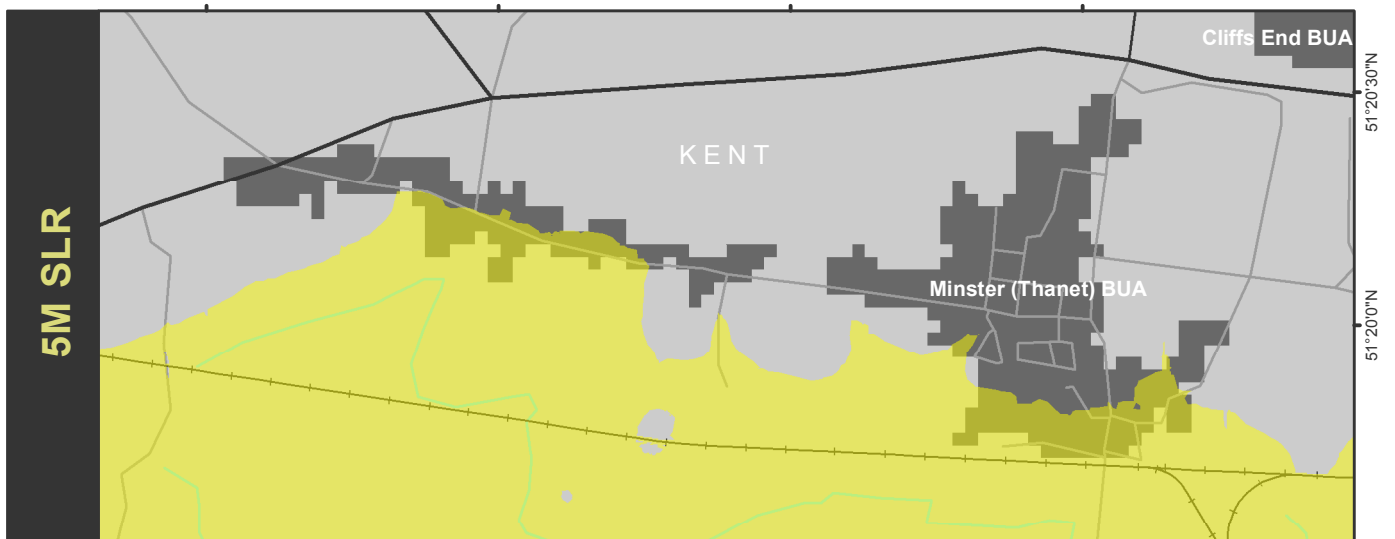 5M SLR
Cliffs End BUA
KENT
Minster (Thanet) BUA
51°20'30"N
51°20'0"N